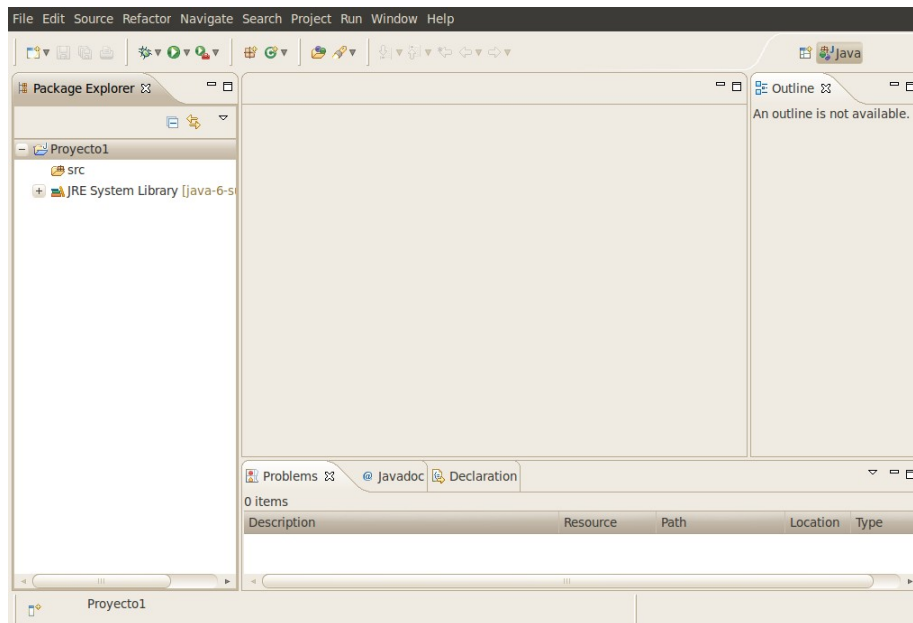 File Edit Source Refactor Navigate Search Project Run Window Help
Java
Package Explorer
Outline
An outline is not available.
Proyecto1
src
JRE System Library [java-6-su
Problems
@ Javadoc
Declaration
0 items
Description Resource Path Location Type
Proyecto1